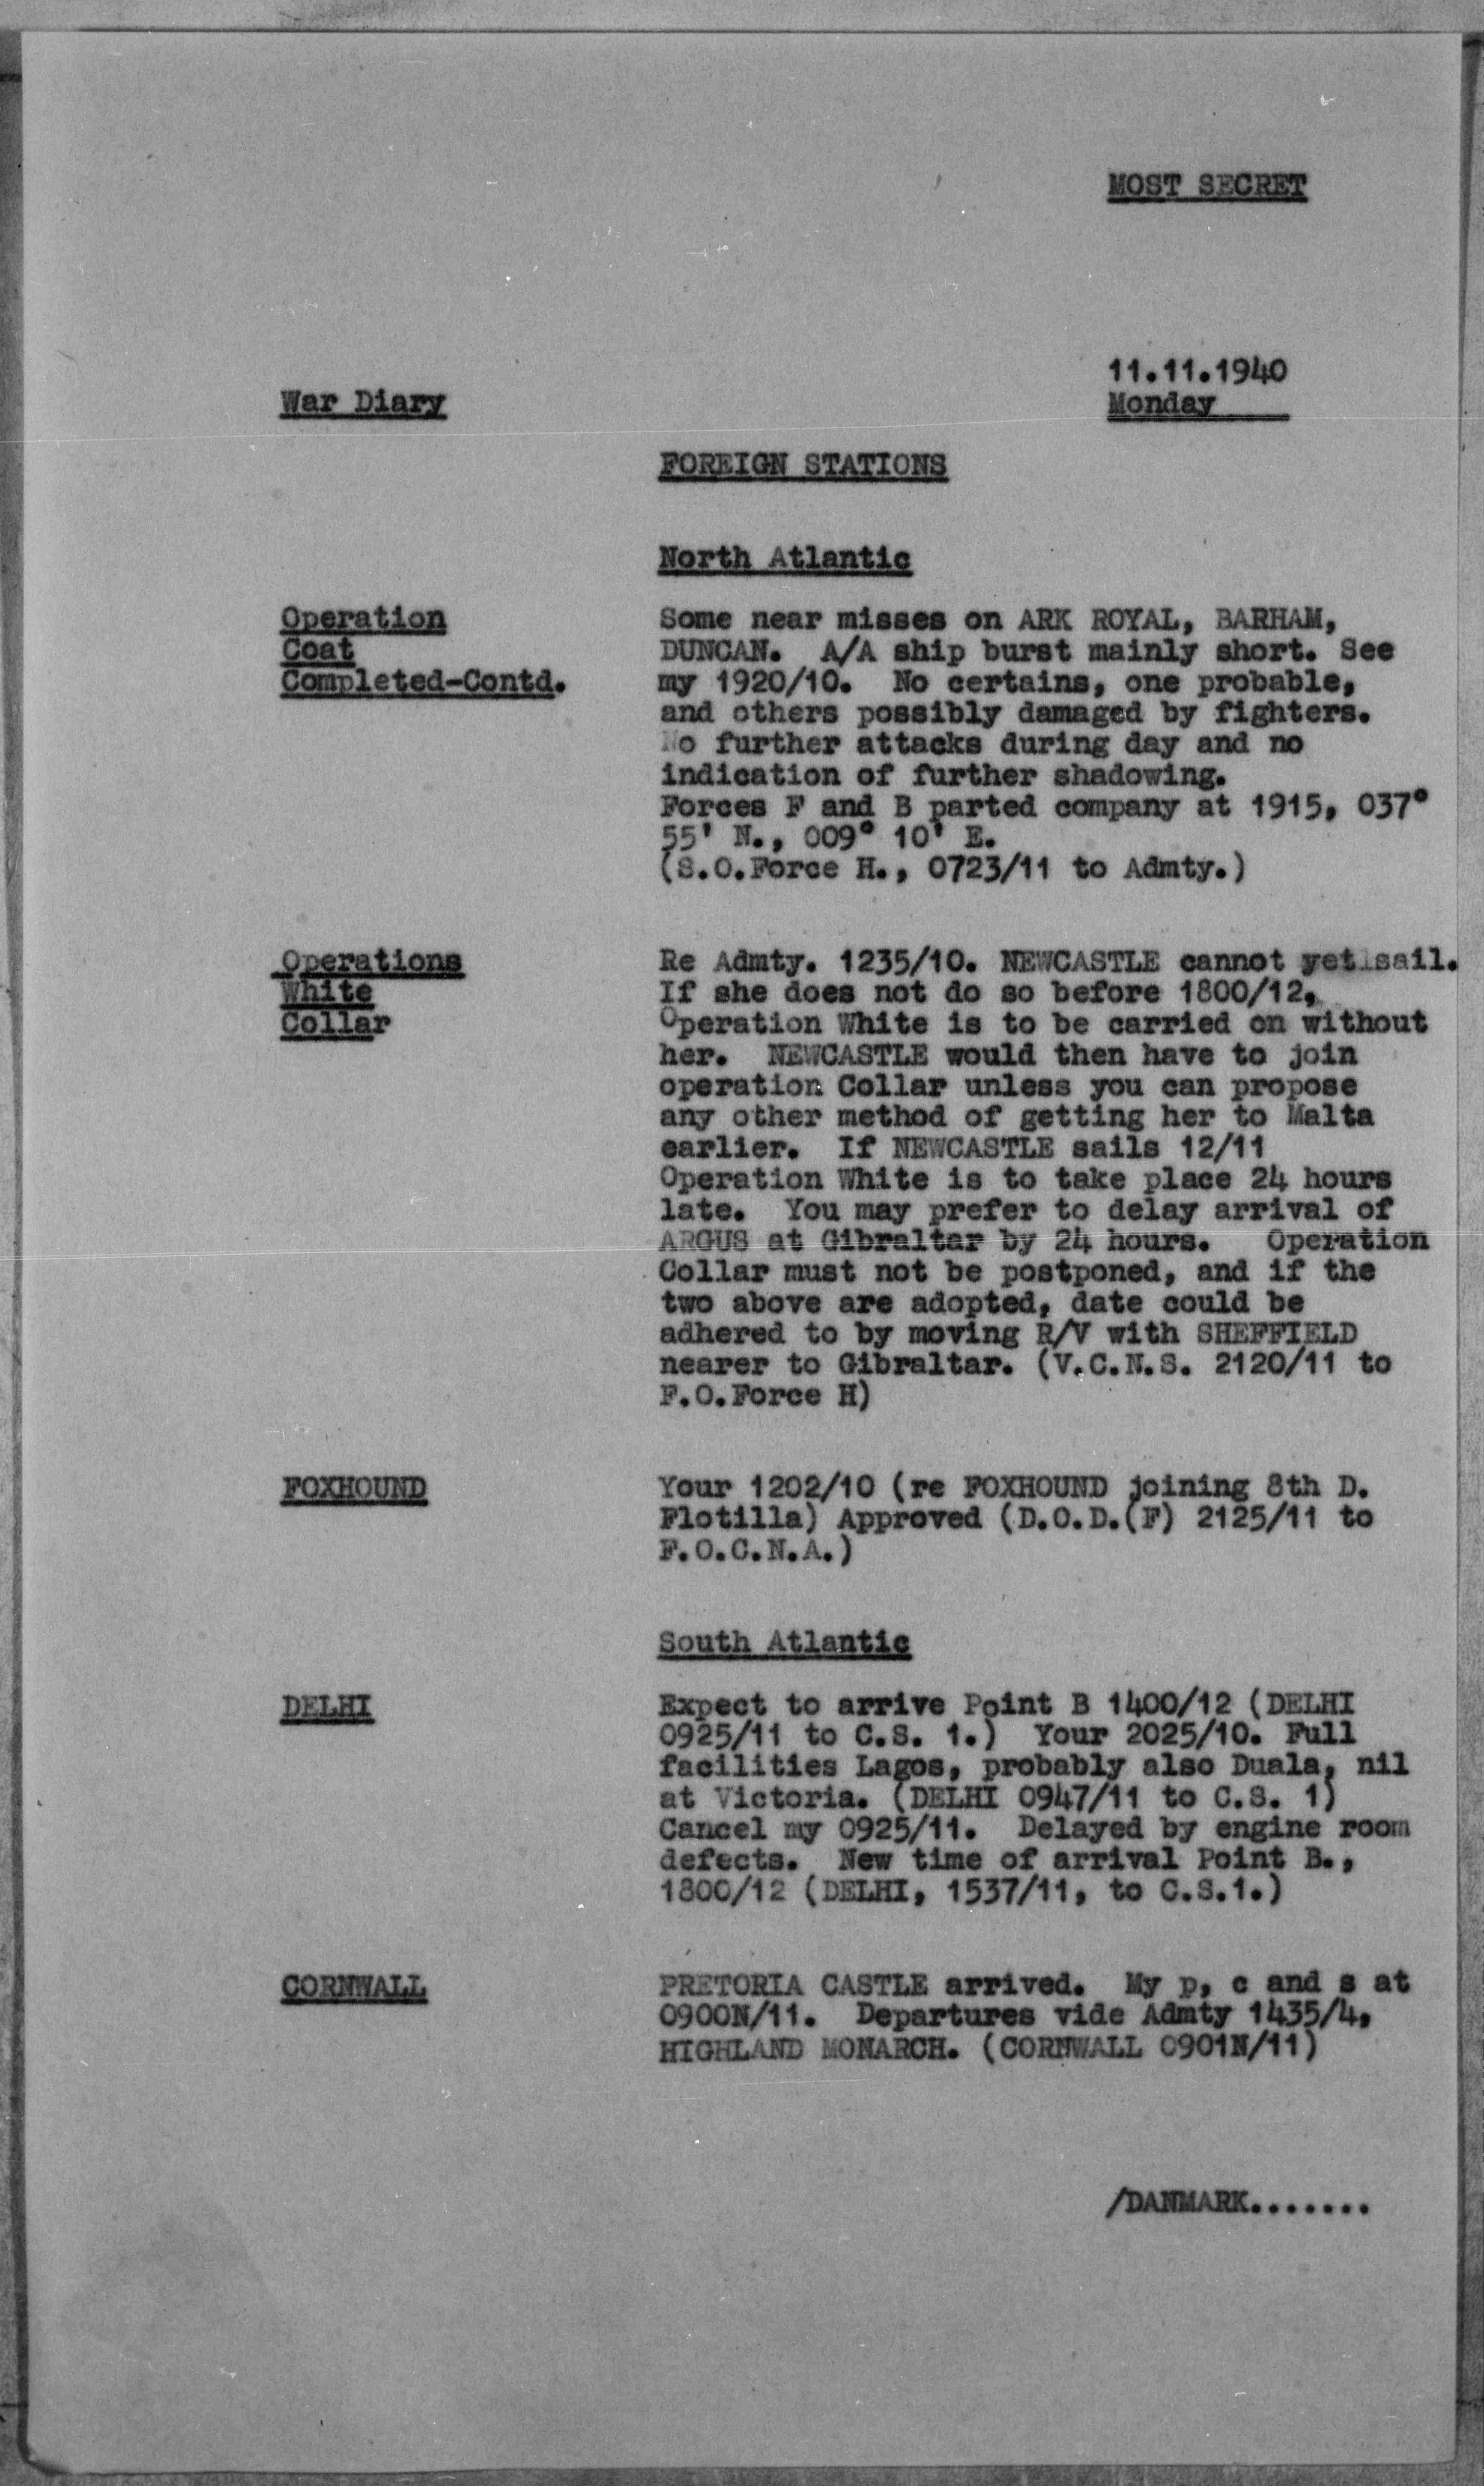 MOST SECRET
11.11.1940
War Diary
Monday
FOREIGN STATIONS
North Atlantic
Operation
Coat
Completed-Contd.
Some near misses on ARK ROYAL, BARHAM,
DUNCAN. A/A ship burst mainly short. See
my 1920/10. No certains, one probable,
and others possibly damaged by fighters.
No further attacks during day and no
indication of further shadowing.
Forces F and B parted company at 1915, 037°
55' N., 009° 10' E.
(S.O.Force H., 0723/11 to Admty.)
Operations
White
Collar
Re Admty. 1235/10. NEWCASTLE cannot yet sail.
If she does not do so before 1800/12,
Operation White is to be carried on without
her. NEWCASTLE would then have to join
operation Collar unless you can propose
any other method of getting her to Malta
earlier. If NEWCASTLE sails 12/11
Operation White is to take place 24 hours
late. You may prefer to delay arrival of
ARGUS at Gibraltar by 24 hours. Operation
Collar must not be postponed, and if the
two above are adopted, date could be
adhered to by moving R/V with SHEFFIELD
nearer to Gibraltar. (V.C.N.S. 2120/11 to
F.O.Force H)
FOXHOUND
Your 1202/10 (re FOXHOUND joining 8th D.
Flotilla) Approved (D.O.D.(F) 2125/11 to
F.O.C.N.A.)
South Atlantic
DELHI
Expect to arrive Point B 1400/12 (DELHI
0925/11 to C.S. 1.) Your 2025/10. Full
facilities Lagos, probably also Duala, nil
at Victoria. (DELHI 0947/11 to C.S. 1)
Cancel my 0925/11. Delayed by engine room
defects. New time of arrival Point B.,
1800/12 (DELHI, 1537/11, to C.S.1.)
CORNWALL
PRETORIA CASTLE arrived. My p, c and s at
0900N/11. Departures vide Admty 1435/4,
HIGHLAND MONARCH. (CORNWALL 0901N/11)
/DANMARK.......